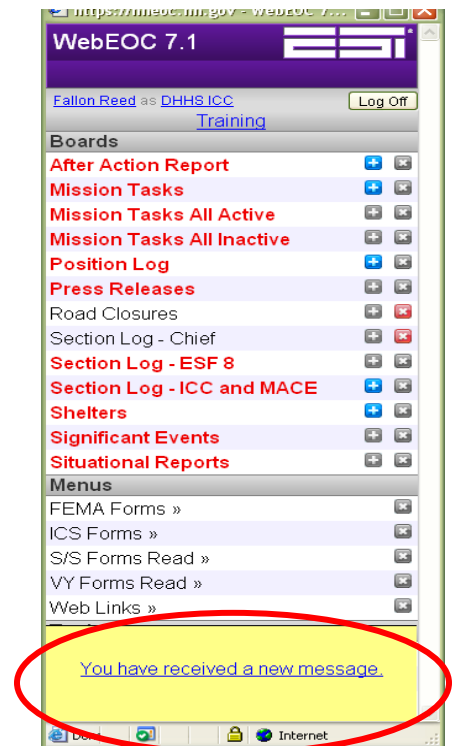 WebEOC 7.1
ESi
Fallon Reed as DHHS ICC
Log Off
Training
Boards
After Action Report
Mission Tasks
Mission Tasks All Active
Mission Tasks All Inactive
Position Log
Press Releases
Road Closures
Section Log - Chief
Section Log - ESF 8
Section Log - ICC and MACE
Shelters
Significant Events
Situational Reports
Menus
FEMA Forms »
ICS Forms »
S/S Forms Read »
VY Forms Read »
Web Links »
You have received a new message.
Internet